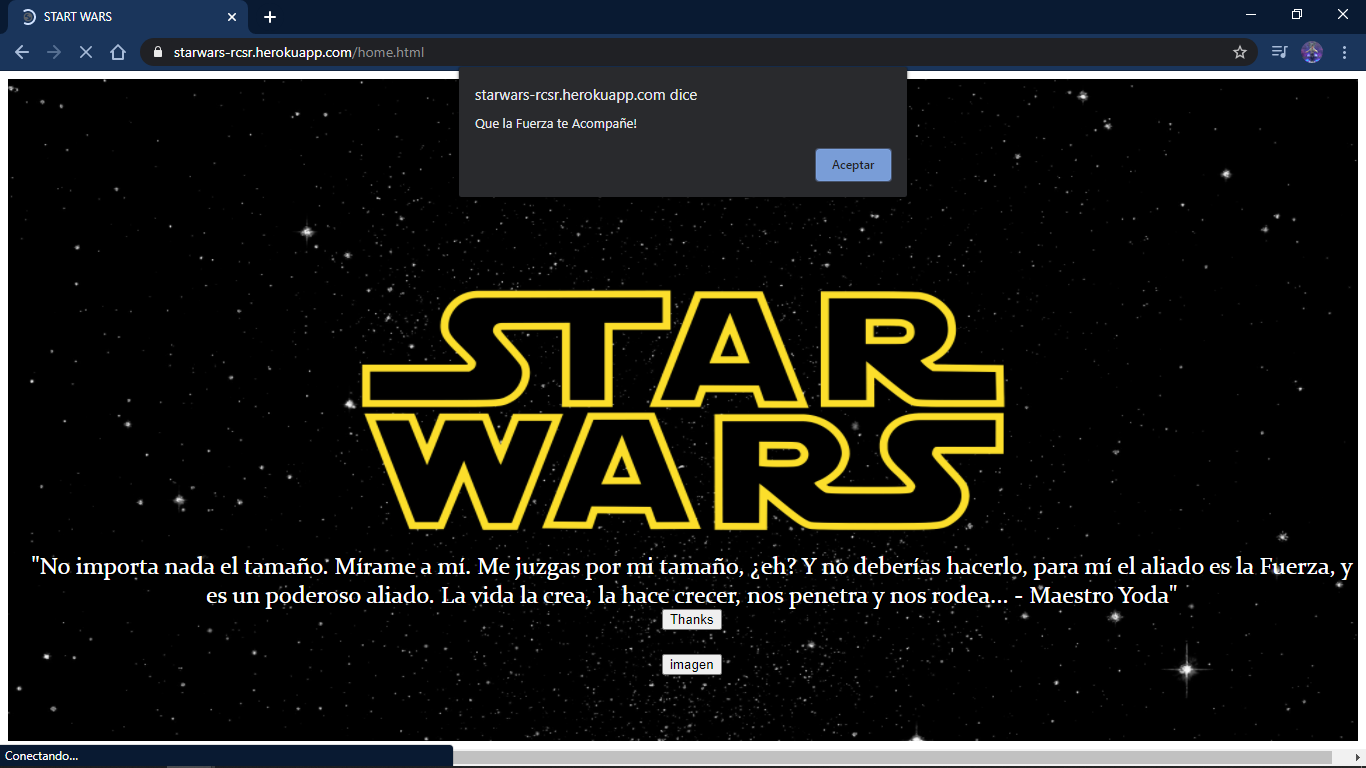 START WARS
starwars-rcsr.herokuapp.com/home.html
starwars-rcsr.herokuapp.com dice
Que la Fuerza te Acompañe!
Aceptar
STAR
WARS
"No importa nada el tamaño. Mírame a mí. Me juzgas por mi tamaño, ¿eh? Y no deberías hacerlo, para mí el aliado es la Fuerza, y
es un poderoso aliado. La vida la crea, la hace crecer, nos penetra y nos rodea... - Maestro Yoda"
Thanks
imagen
Conectando...